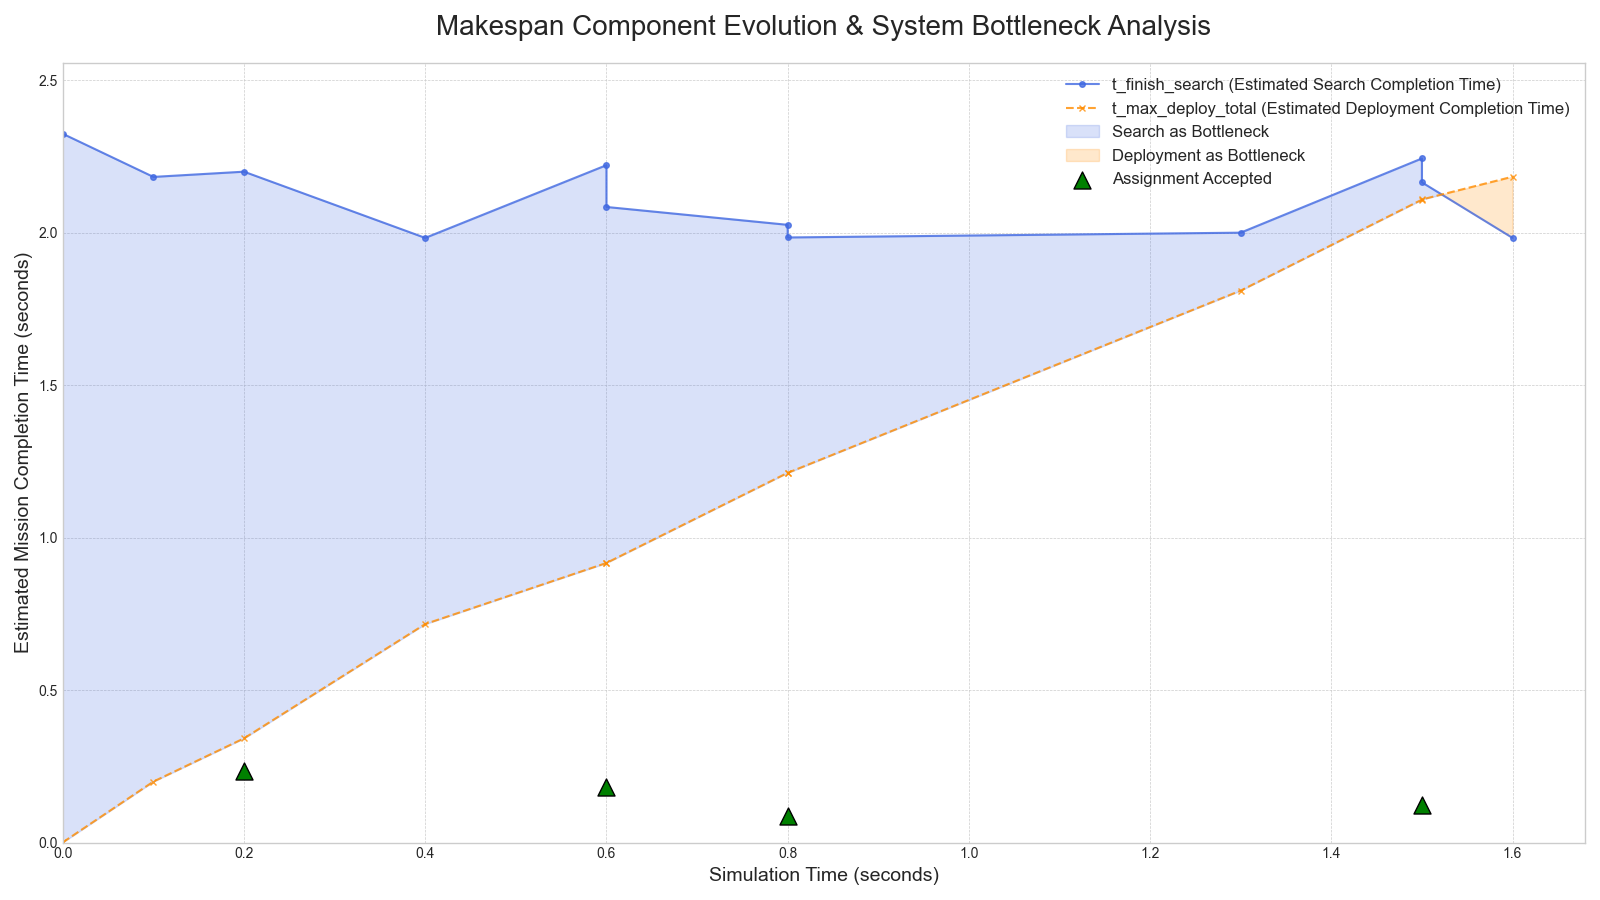 Makespan Component Evolution & System Bottleneck Analysis
t_finish_search (Estimated Search Completion Time)
t_max_deploy_total (Estimated Deployment Completion Time)
Search as Bottleneck
Deployment as Bottleneck
Assignment Accepted
Estimated Mission Completion Time (seconds)
2.5
2.0
1.5
1.0
0.5
0.0
0.0 0.2 0.4 0.6 0.8 1.0 1.2 1.4 1.6
Simulation Time (seconds)